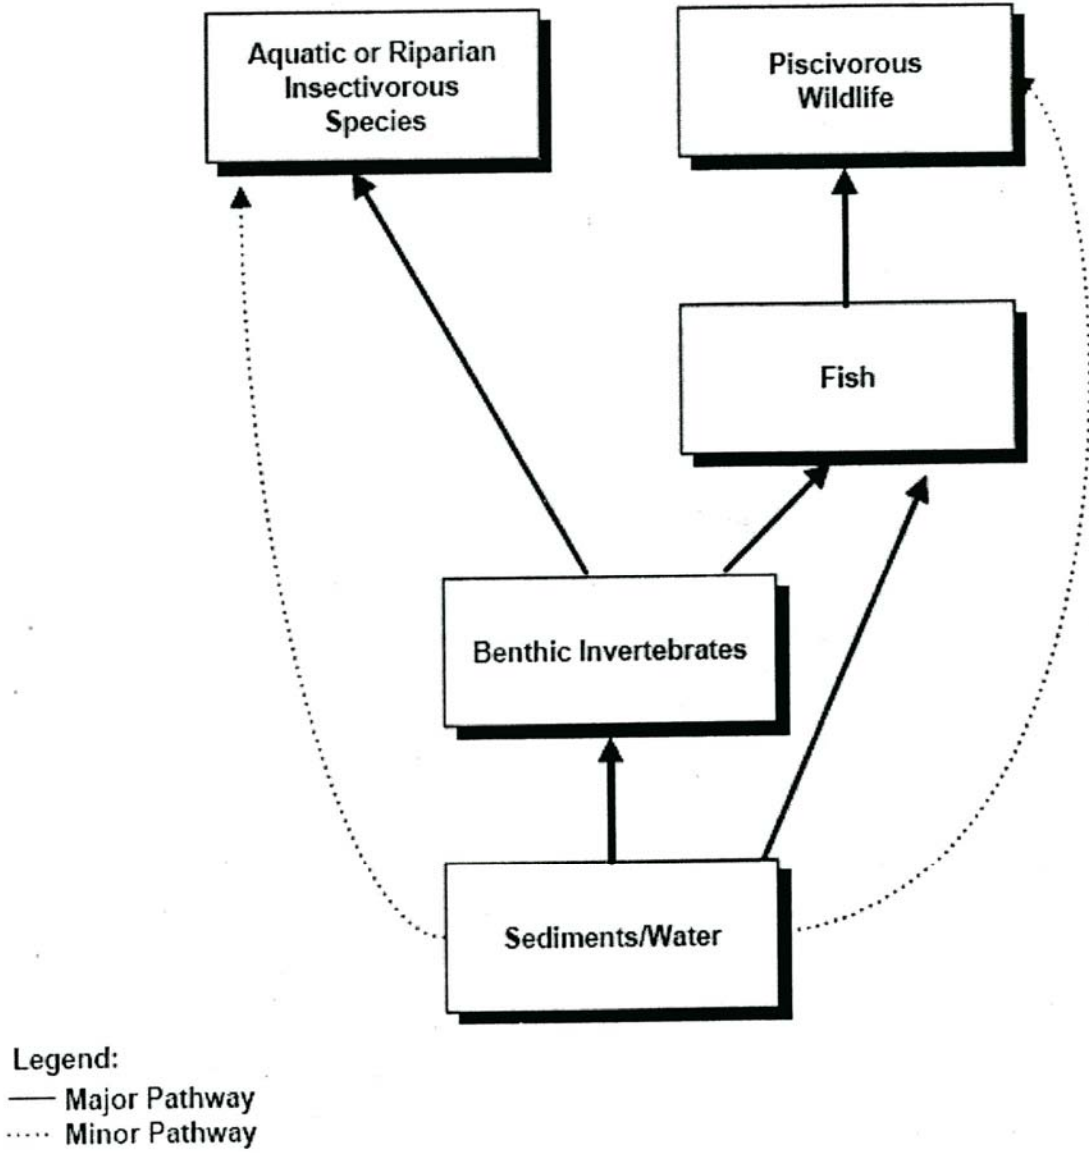 Aquatic or Riparian
Insectivorous
Species
Piscivorous
Wildlife
Fish
Benthic Invertebrates
Sediments/Water
Legend:
Major Pathway
Minor Pathway